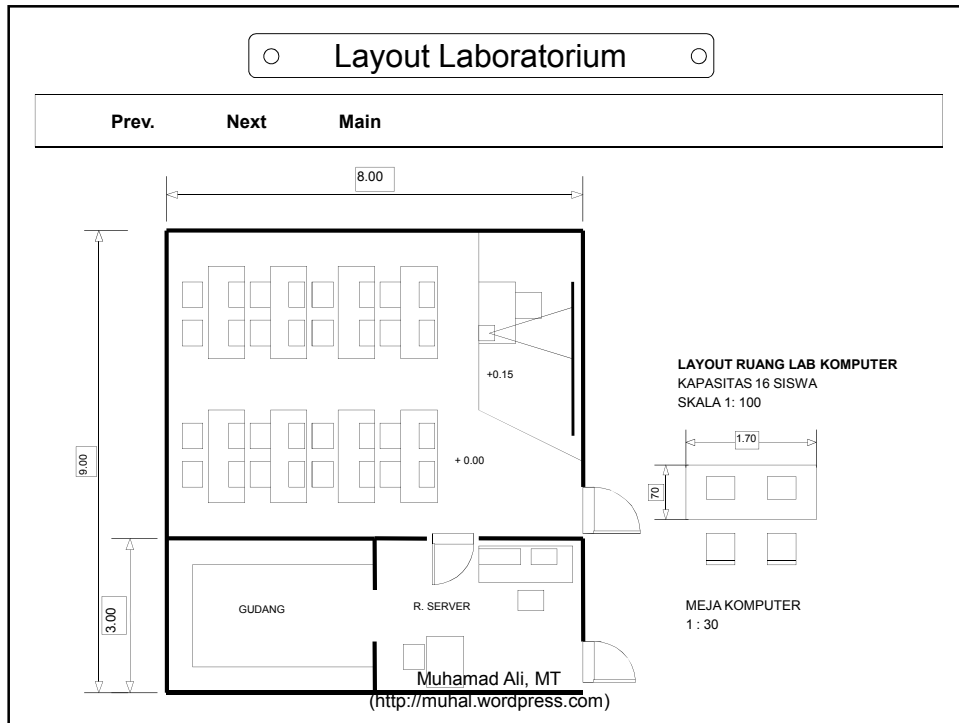 Layout Laboratorium
Prev. Next Main
8.00
9.00
+0.15
+ 0.00
3.00
GUDANG
R. SERVER
LAYOUT RUANG LAB KOMPUTER
KAPASITAS 16 SISWA
SKALA 1: 100
1.70
70
MEJA KOMPUTER
1 : 30
Muhamad Ali, MT
(http://muhal.wordpress.com)